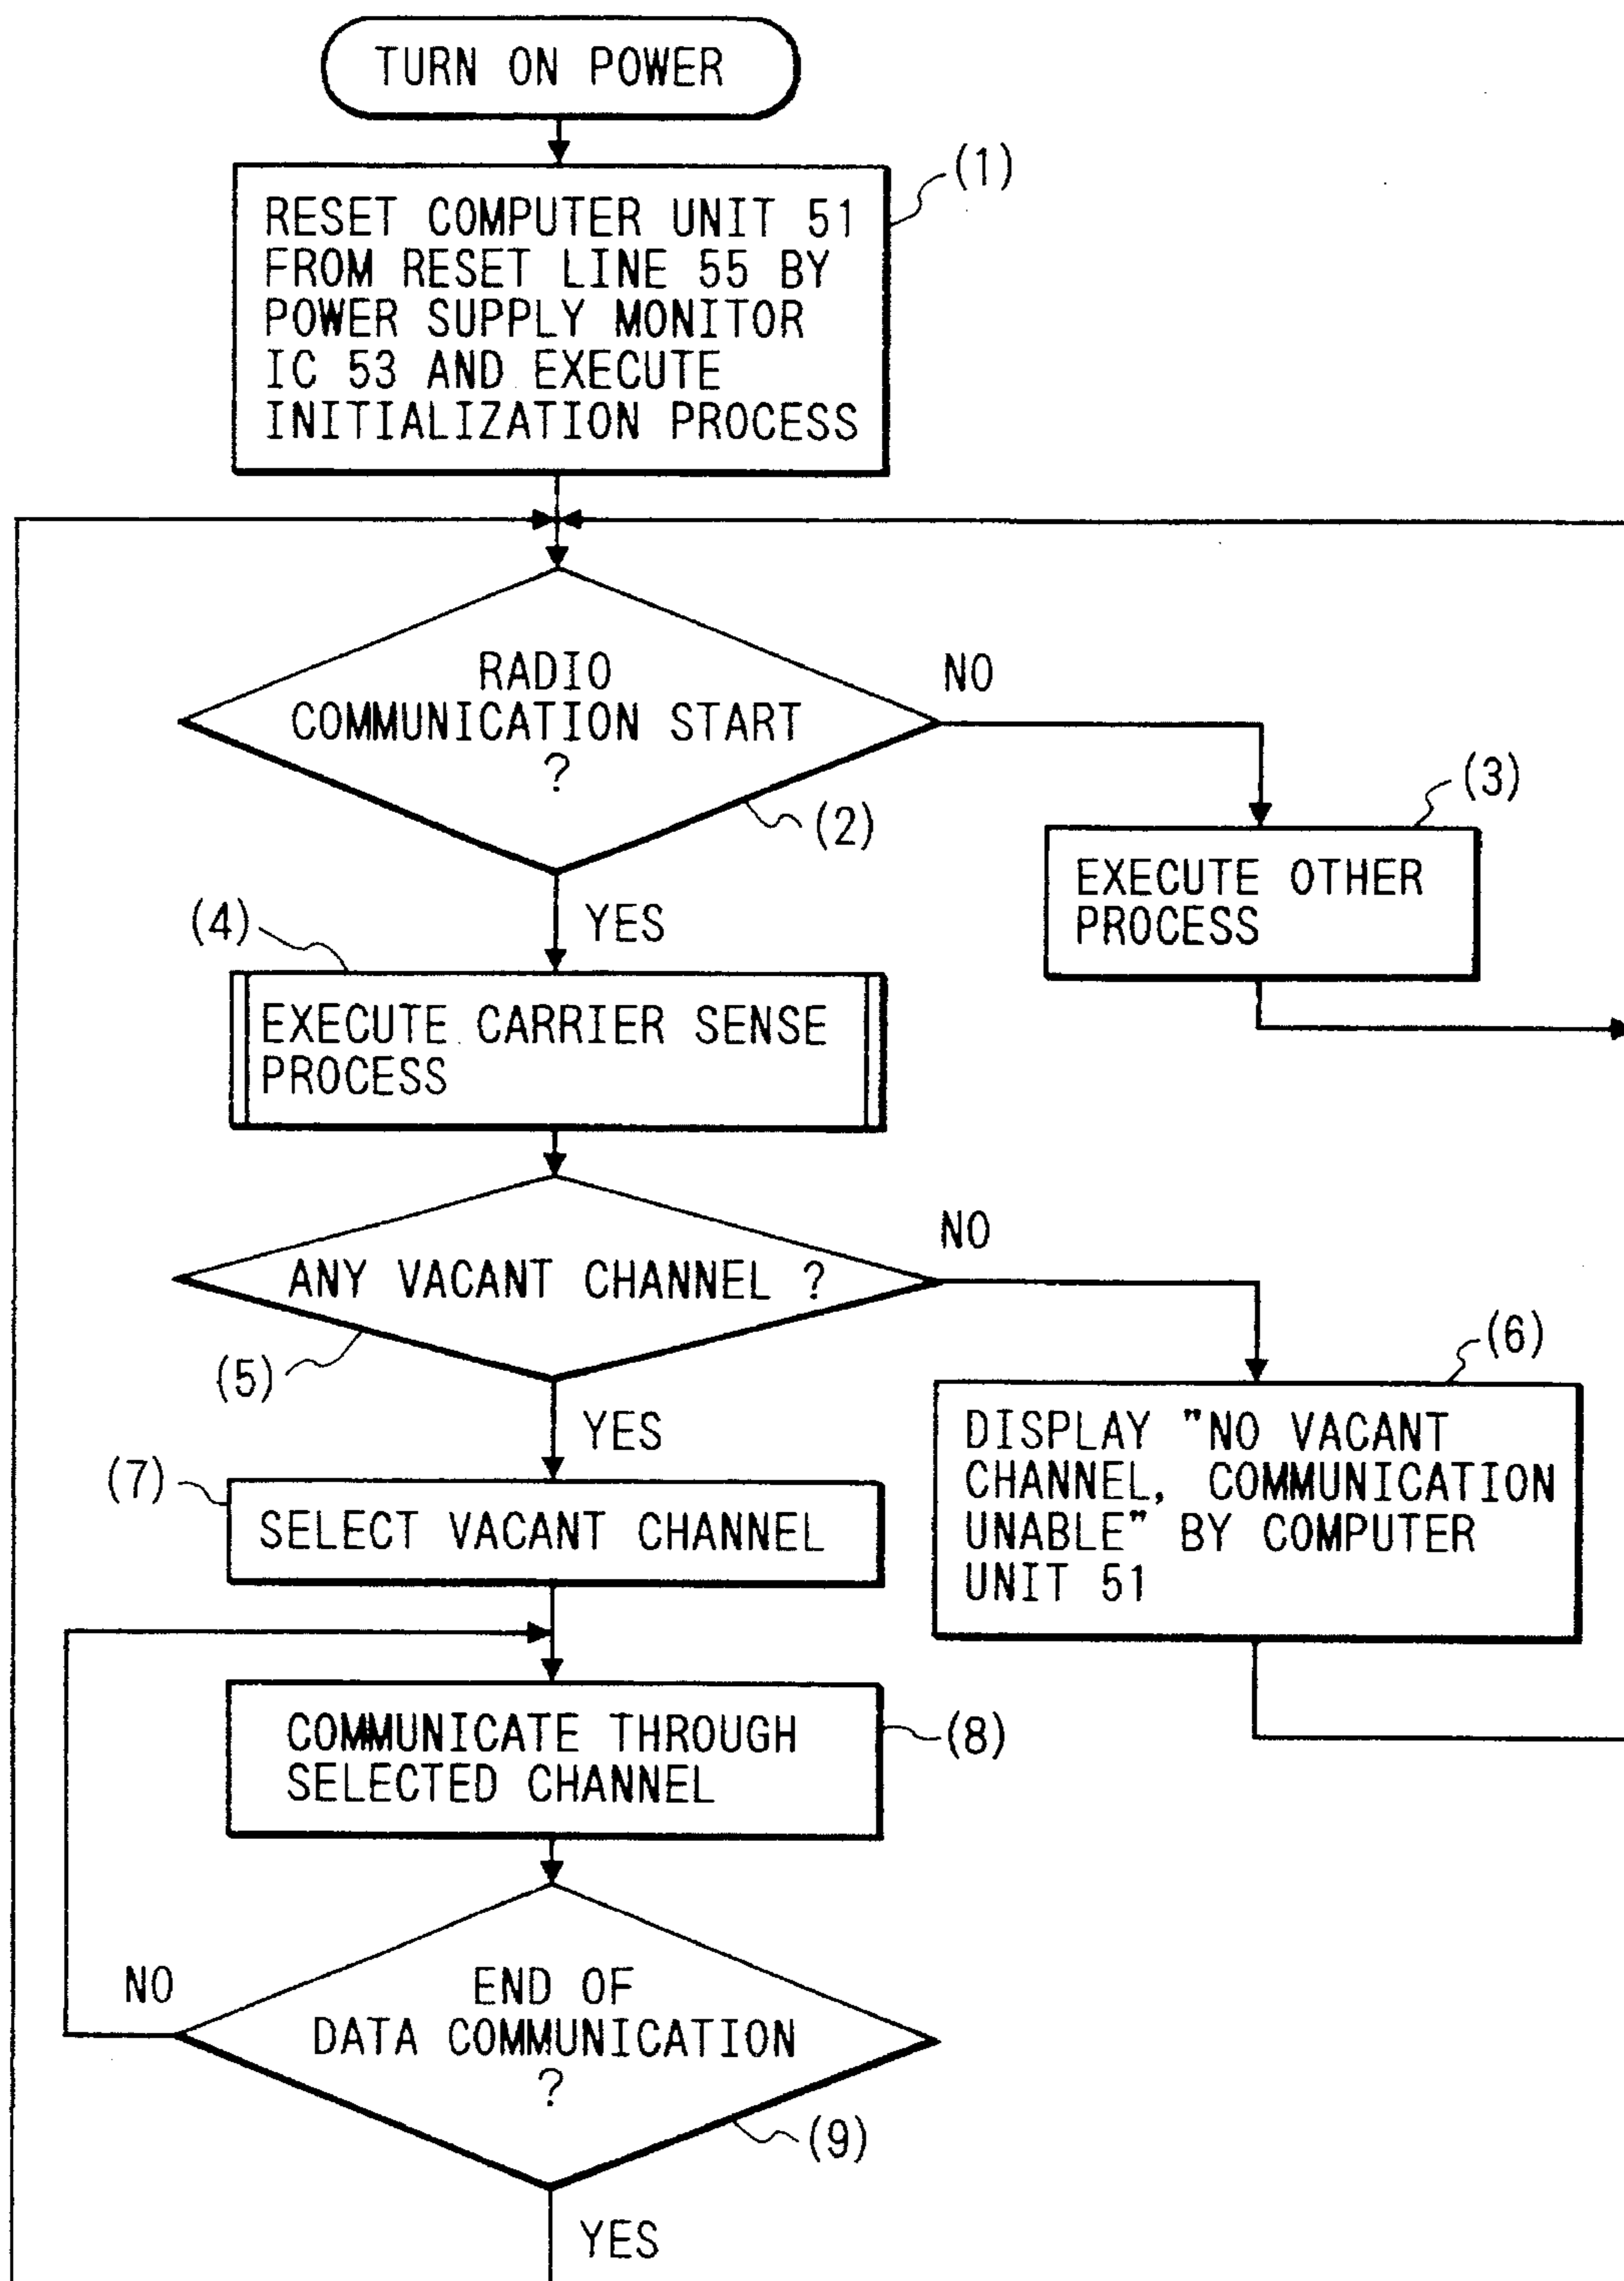 TURN ON POWER
(1)
RESET COMPUTER UNIT 51
FROM RESET LINE 55 BY
POWER SUPPLY MONITOR
IC 53 AND EXECUTE
INITIALIZATION PROCESS
RADIO
COMMUNICATION START
?
NO
(2)
(3)
EXECUTE OTHER
PROCESS
YES
(4)
EXECUTE CARRIER SENSE
PROCESS
ANY VACANT CHANNEL ?
NO
(5)
(6)
DISPLAY "NO VACANT
CHANNEL, COMMUNICATION
UNABLE" BY COMPUTER
UNIT 51
YES
(7)
SELECT VACANT CHANNEL
COMMUNICATE THROUGH
SELECTED CHANNEL
(8)
NO
END OF
DATA COMMUNICATION
?
(9)
YES